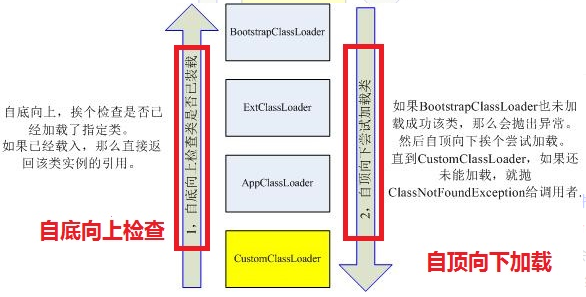 BootstrapClassLoader
ExtClassLoader
AppClassLoader
CustomClassLoader
自底向上，挨个检查是否已
经加载了指定类。
如果已经载入，那么直接返
回该类实例的引用。
自底向上检查
1，自底向上检查类是否已装载
2，自顶向下尝试加载类
如果BootstrapClassLoader也未加
载成功该类，那么会抛出异常。
然后自顶向下挨个尝试加载。
直到CustomClassLoader，如果还
未能加载，就抛
ClassNotFoundException给调用者.
自顶向下加载